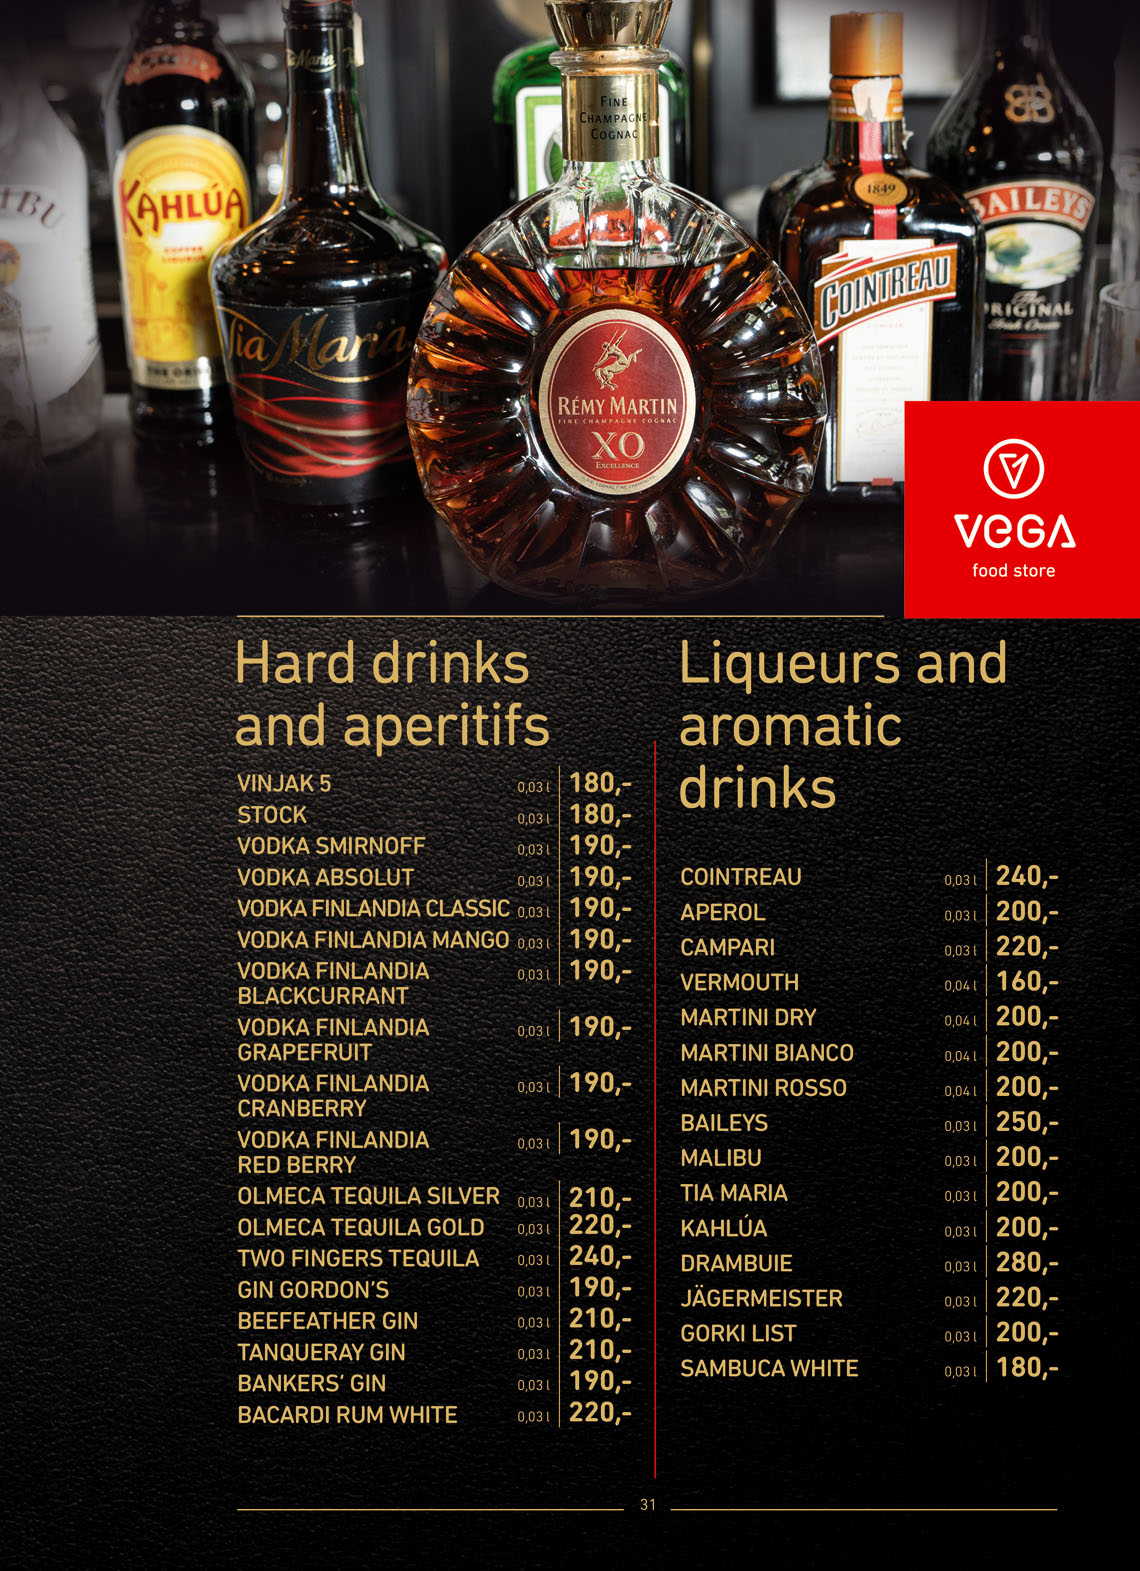 Tia Maria
FINE
CHAMPAGNE
COGNAC
KAHLÚA
COFFEE
LIQUEUR
Tia Maria
1849
COINTREAU
BAILEYS
The
ORIGINAL
Irish Cream
RÉMY MARTIN
FINE CHAMPAGNE COGNAC
XO
EXCELLENCE
VEGA
food store
Hard drinks
and aperitifs
VINJAK 5 0,03 l 180,-
STOCK 0,03 l 180,-
VODKA SMIRNOFF 0,03 l 190,-
VODKA ABSOLUT 0,03 l 190,-
VODKA FINLANDIA CLASSIC 0,03 l 190,-
VODKA FINLANDIA MANGO 0,03 l 190,-
VODKA FINLANDIA 0,03 l 190,-
BLACKCURRANT
VODKA FINLANDIA 0,03 l 190,-
GRAPEFRUIT
VODKA FINLANDIA 0,03 l 190,-
CRANBERRY
VODKA FINLANDIA 0,03 l 190,-
RED BERRY
OLMECA TEQUILA SILVER 0,03 l 210,-
OLMECA TEQUILA GOLD 0,03 l 220,-
TWO FINGERS TEQUILA 0,03 l 240,-
GIN GORDON'S 0,03 l 190,-
BEEFEATHER GIN 0,03 l 210,-
TANQUERAY GIN 0,03 l 210,-
BANKERS' GIN 0,03 l 190,-
BACARDI RUM WHITE 0,03 l 220,-
Liqueurs and
aromatic
drinks
COINTREAU 0,03 l 240,-
APEROL 0,03 l 200,-
CAMPARI 0,03 l 220,-
VERMOUTH 0,04 l 160,-
MARTINI DRY 0,04 l 200,-
MARTINI BIANCO 0,04 l 200,-
MARTINI ROSSO 0,04 l 200,-
BAILEYS 0,03 l 250,-
MALIBU 0,03 l 200,-
TIA MARIA 0,03 l 200,-
KAHLÚA 0,03 l 200,-
DRAMBUIE 0,03 l 280,-
JÄGERMEISTER 0,03 l 220,-
GORKI LIST 0,03 l 200,-
SAMBUCA WHITE 0,03 l 180,-
31